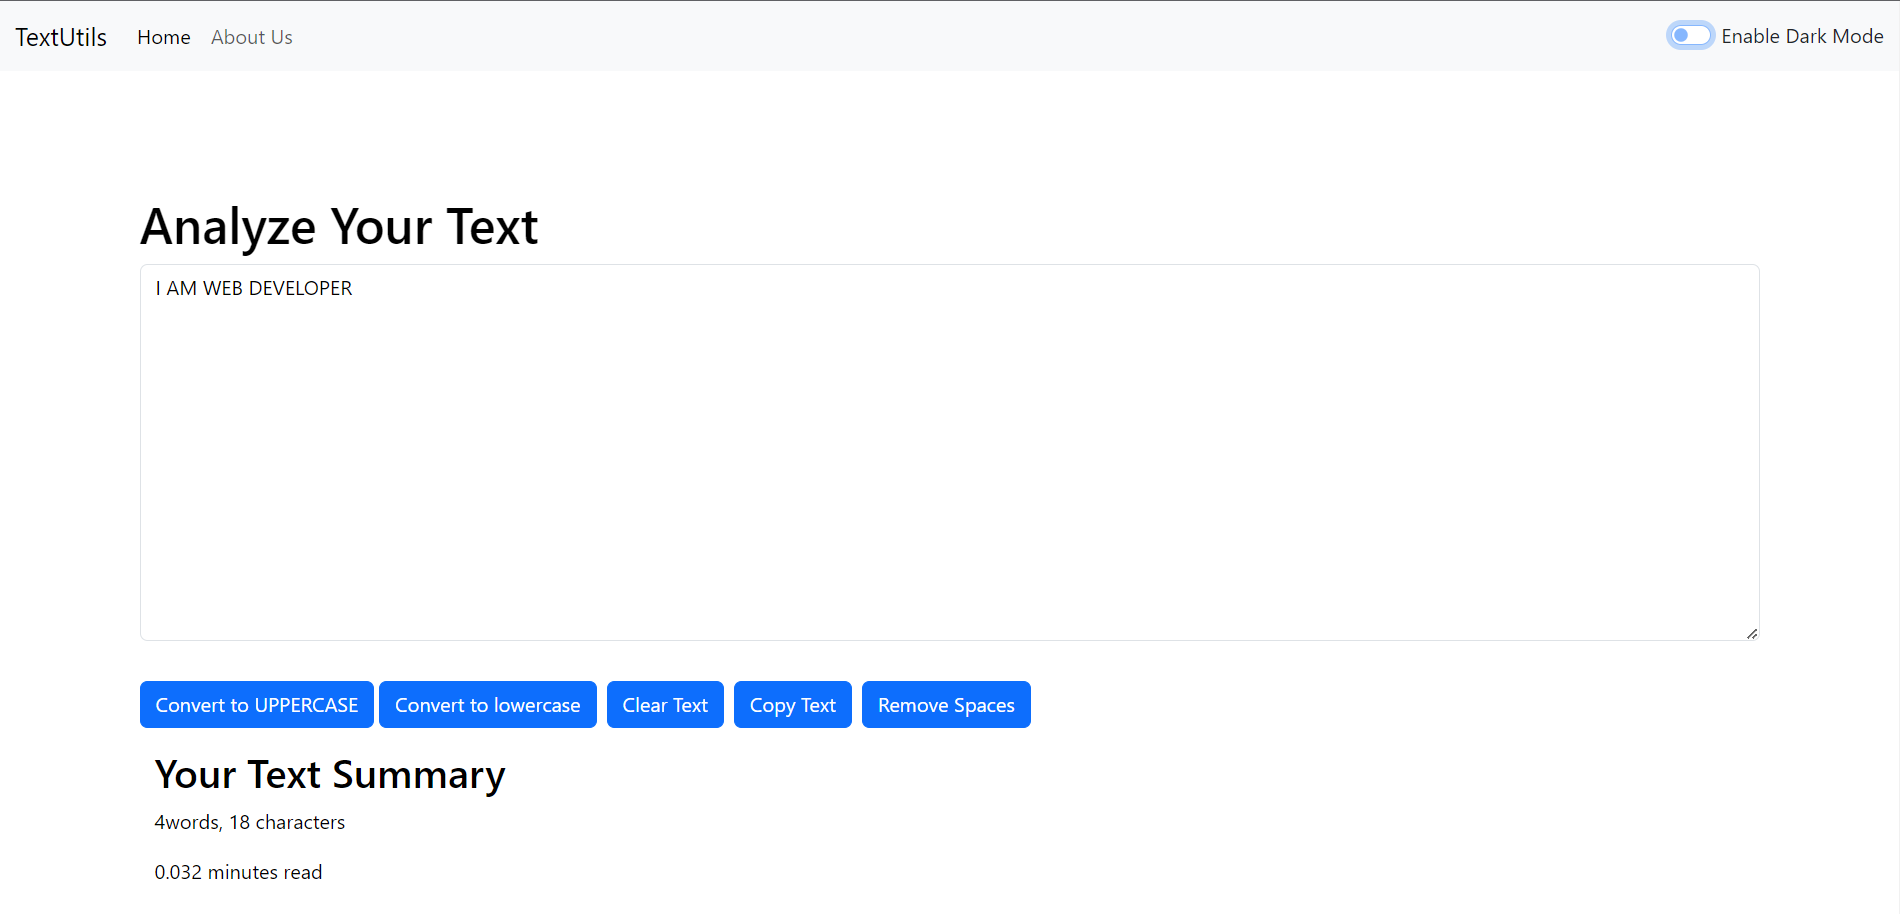 TextUtils Home About Us Enable Dark Mode
Analyze Your Text
I AM WEB DEVELOPER
Convert to UPPERCASE Convert to lowercase Clear Text Copy Text Remove Spaces
Your Text Summary
4words, 18 characters
0.032 minutes read